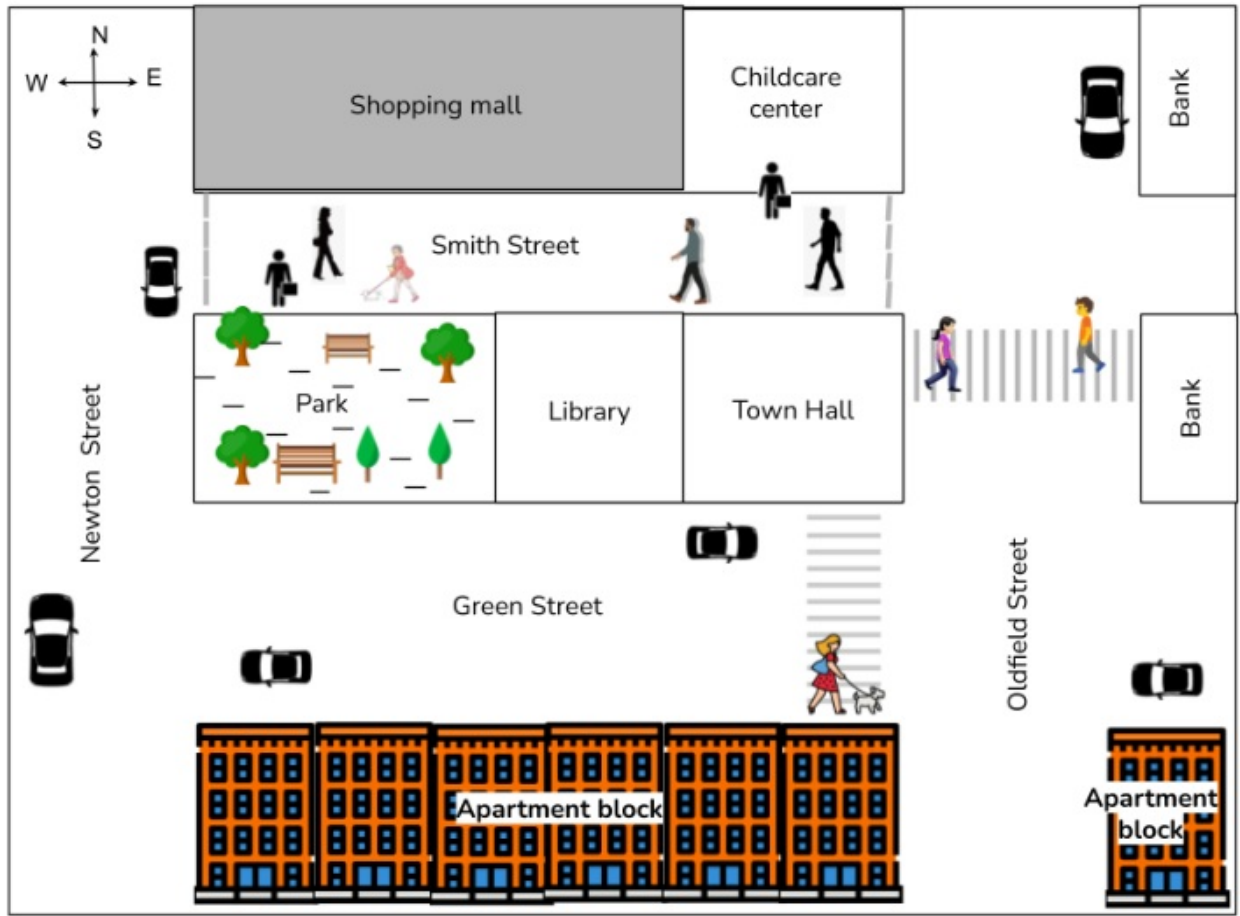 N
W E
S
Shopping mall
Childcare
center
Bank
Smith Street
Newton Street
Park
Library
Town Hall
Bank
Green Street
Oldfield Street
Apartment block
Apartment
block